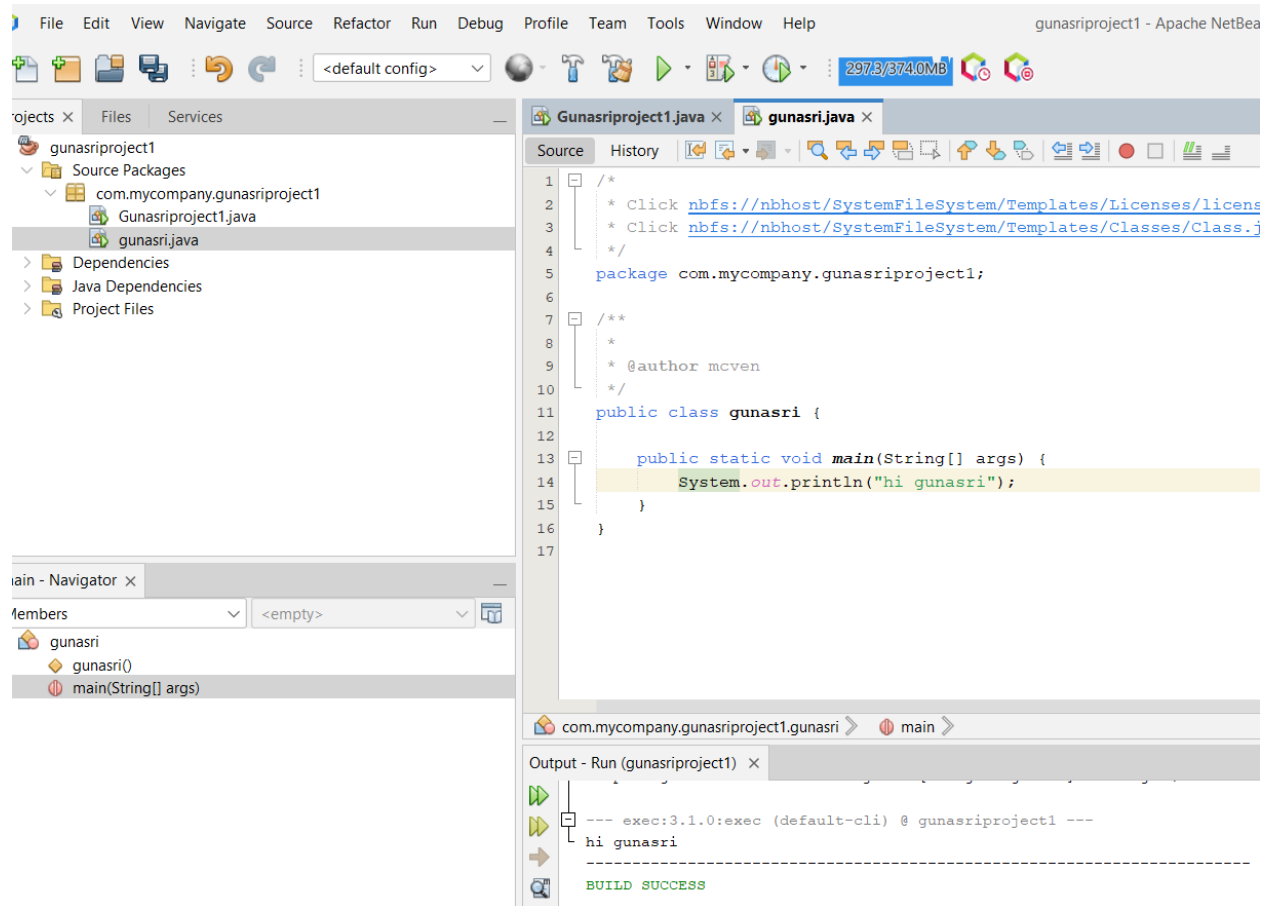 File Edit View Navigate Source Refactor Run Debug Profile Team Tools Window Help gunasriproject1 - Apache NetBea
<default config> 297.3/374.0MB
ojects Files Services
gunasriproject1
Source Packages
com.mycompany.gunasriproject1
Gunasriproject1.java
gunasri.java
Dependencies
Java Dependencies
Project Files
ain - Navigator
Members <empty>
gunasri
gunasri()
main(String[] args)
Gunasriproject1.java gunasri.java
Source History
1 /*
2 * Click nbfs://nbhost/SystemFileSystem/Templates/Licenses/licens
3 * Click nbfs://nbhost/SystemFileSystem/Templates/Classes/Class.j
4 */
5 package com.mycompany.gunasriproject1;
6
7 /**
8 *
9 * @author mcven
10 */
11 public class gunasri {
12
13 public static void main(String[] args) {
14 System.out.println("hi gunasri");
15 }
16 }
17
com.mycompany.gunasriproject1.gunasri main
Output - Run (gunasriproject1)
--- exec:3.1.0:exec (default-cli) @ gunasriproject1 ---
hi gunasri
------------------------------------------------------------------------
BUILD SUCCESS